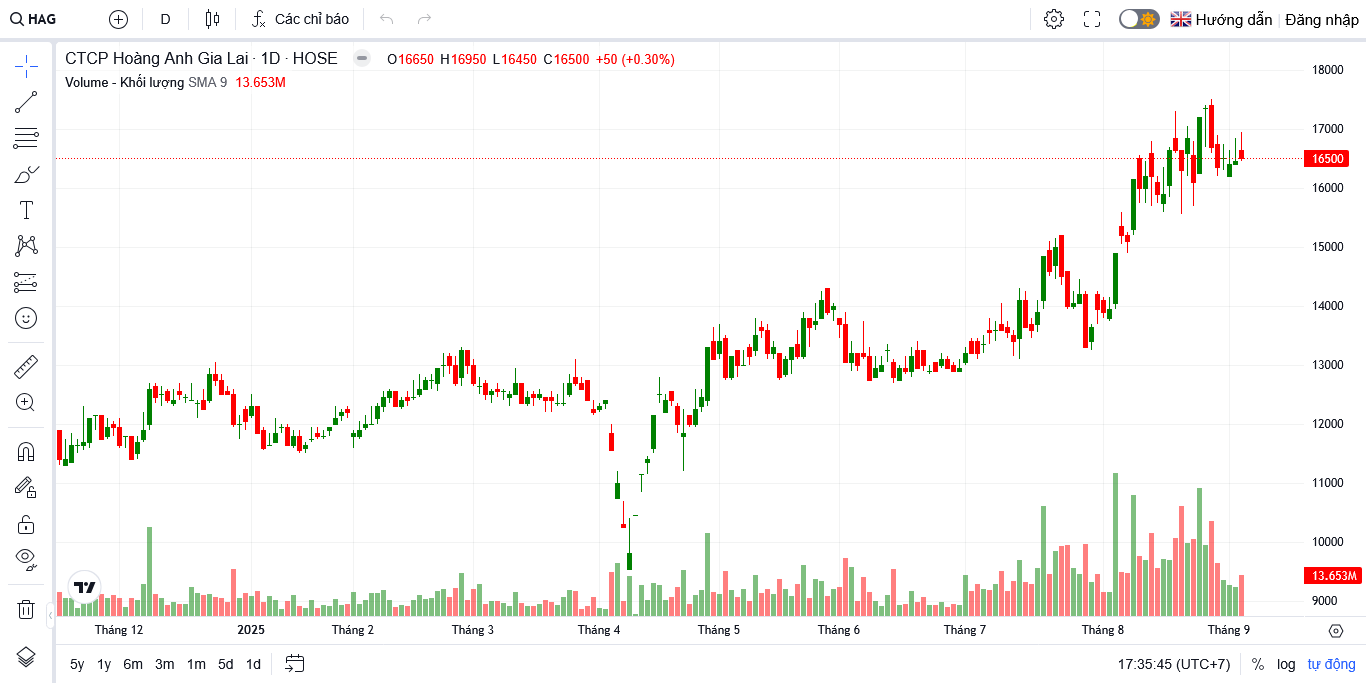 HAG D Các chỉ báo Hướng dẫn Đăng nhập
CTCP Hoàng Anh Gia Lai · 1D · HOSE O16650 H16950 L16450 C16500 +50 (+0.30%)
Volume - Khối lượng SMA 9 13.653M
18000
17000
16500
16000
15000
14000
13000
12000
11000
10000
13.653M
9000
Tháng 12 2025 Tháng 2 Tháng 3 Tháng 4 Tháng 5 Tháng 6 Tháng 7 Tháng 8 Tháng 9
5y 1y 6m 3m 1m 5d 1d 17:35:45 (UTC+7) % log tự động